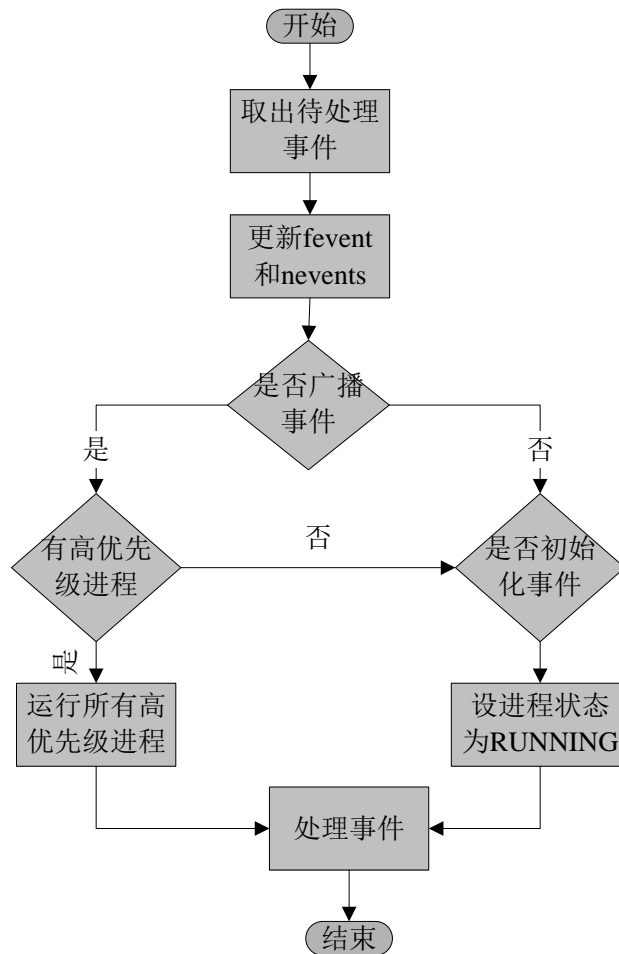 开始
取出待处理
事件
更新fevent
和nevents
是否广播
事件
是
否
有高优先
级进程
否
是否初始
化事件
是
运行所有高
优先级进程
设进程状态
为RUNNING
处理事件
结束